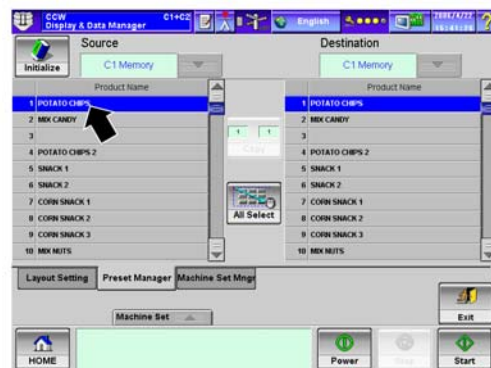 CCW C1+C2 English 2006/4/22
Display & Data Manager
Source Destination
Initialize C1 Memory C1 Memory
Product Name Product Name
1 POTATO CHIPS 1 POTATO CHIPS
2 MIX CANDY 2 MIX CANDY
3 3
1 1
4 POTATO CHIPS 2 Copy 4 POTATO CHIPS 2
5 SNACK 1 5 SNACK 1
6 SNACK 2 6 SNACK 2
7 CORN SNACK 1 7 CORN SNACK 1
8 CORN SNACK 2 All Select 8 CORN SNACK 2
9 CORN SNACK 3 9 CORN SNACK 3
10 MIX NUTS 10 MIX NUTS
Layout Setting Preset Manager Machine Set Mngr
Machine Set Exit
HOME Power Stop Start